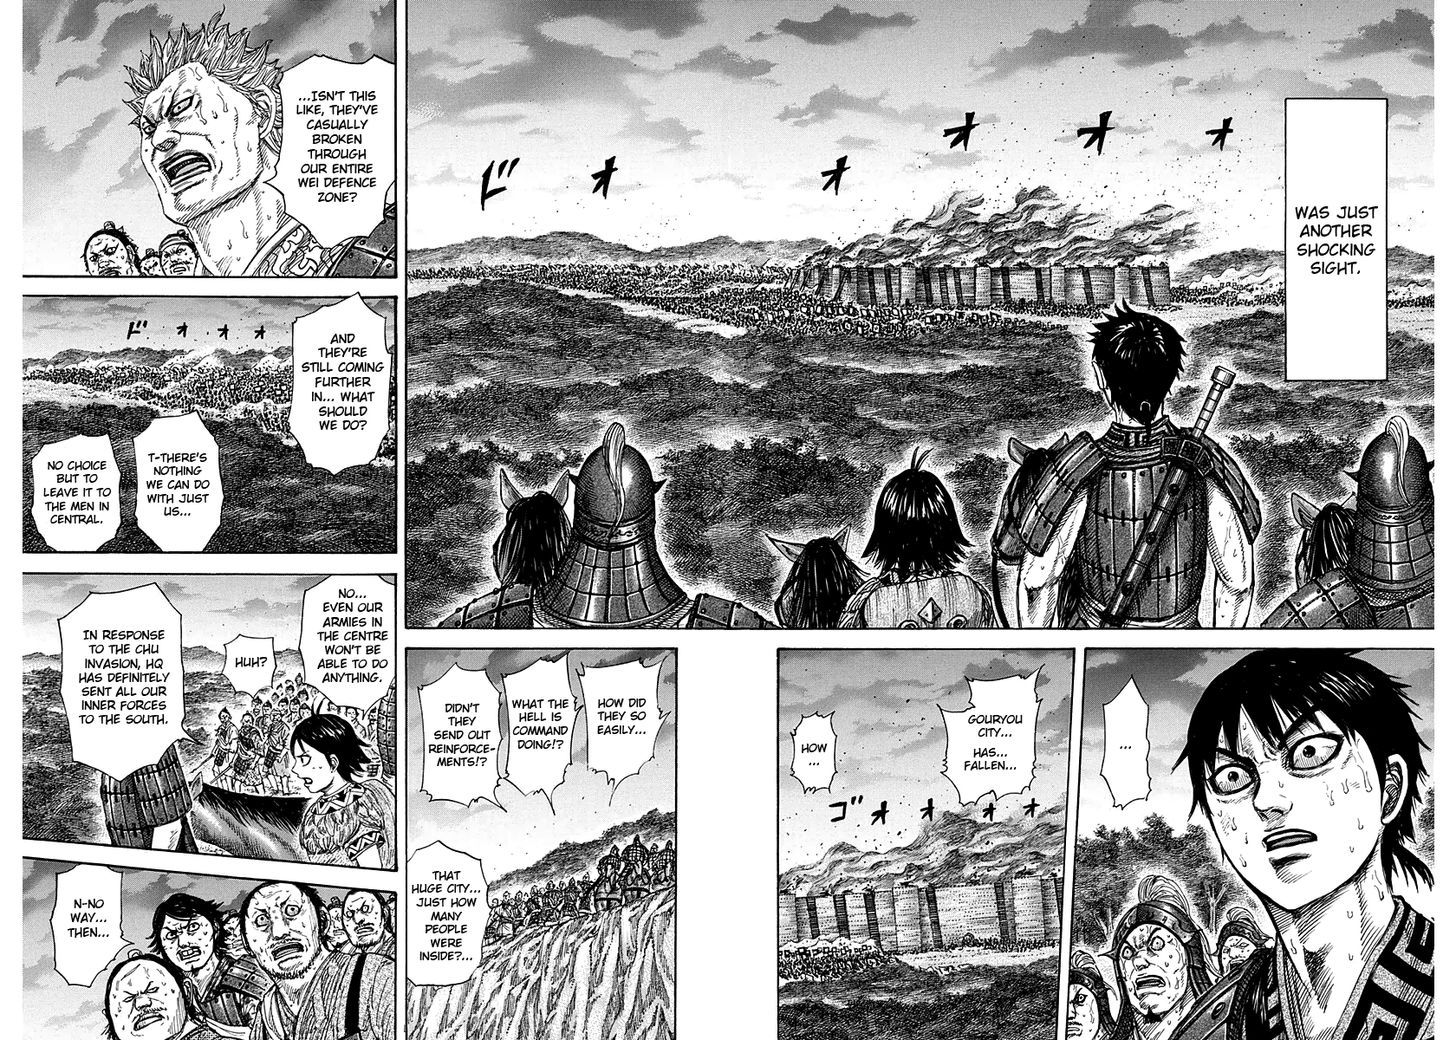 WAS JUST
ANOTHER
SHOCKING
SIGHT.
ド
オ
オ
オ
オ
オ
...
GOURYOU
CITY...
HAS...
FALLEN...
HOW
...
ゴオオオオ
HOW DID
THEY SO
EASILY...
WHAT THE
HELL IS
COMMAND
DOING!?
DIDN'T
THEY
SEND OUT
REINFORCE-
MENTS!?
THAT
HUGE CITY...
JUST HOW
MANY
PEOPLE
WERE
INSIDE?...
...ISN'T THIS
LIKE, THEY'VE
CASUALLY
BROKEN
THROUGH
OUR ENTIRE
WEI DEFENCE
ZONE?
AND
THEY'RE
STILL COMING
FURTHER
IN... WHAT
SHOULD
WE DO?
ドオオオオ
T-THERE'S
NOTHING
WE CAN DO
WITH JUST
US...
NO CHOICE
BUT TO
LEAVE IT TO
THE MEN IN
CENTRAL.
NO...
EVEN OUR
ARMIES IN
THE CENTRE
WON'T BE
ABLE TO DO
ANYTHING.
HUH?
IN RESPONSE
TO THE CHU
INVASION, HQ
HAS DEFINITELY
SENT ALL OUR
INNER FORCES
TO THE SOUTH.
N-NO
WAY...
THEN...